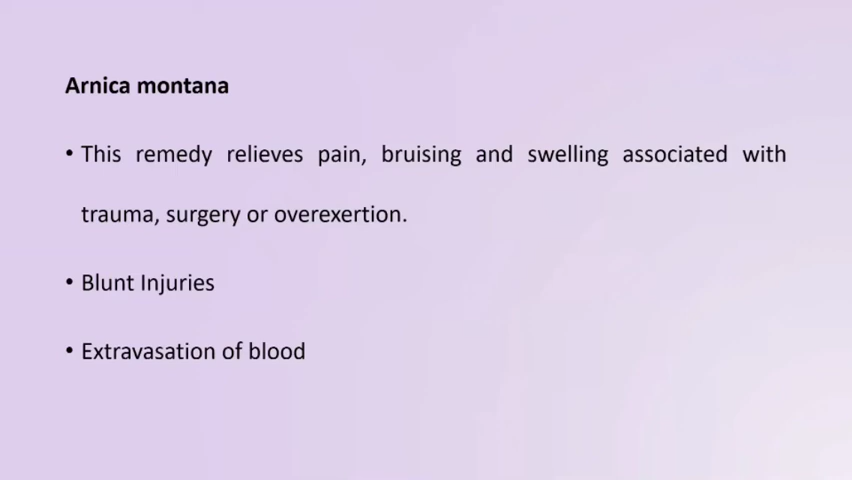 Arnica montana
• This remedy relieves pain, bruising and swelling associated with
trauma, surgery or overexertion.
• Blunt Injuries
• Extravasation of blood